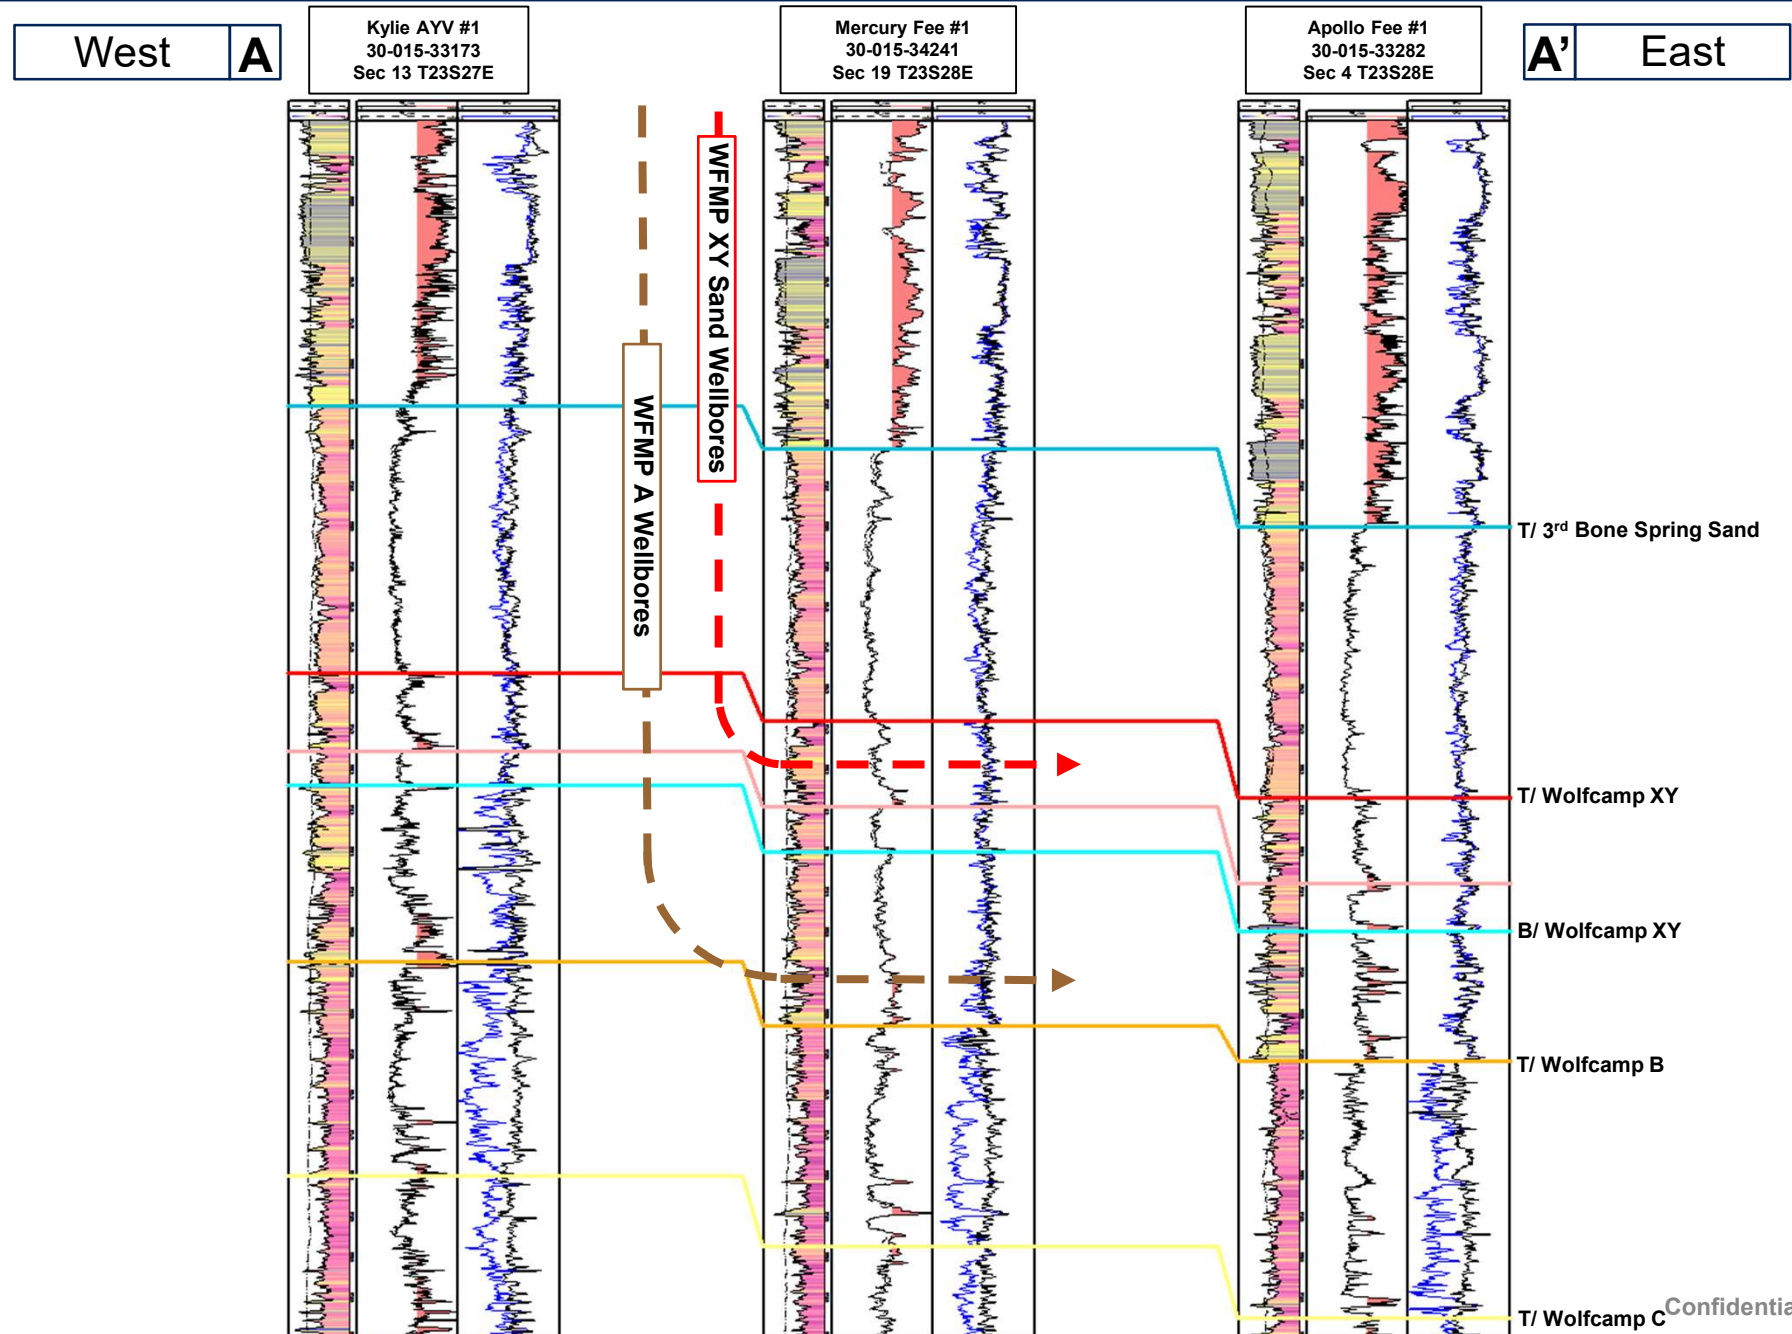 West A
Kylie AYV #1
30-015-33173
Sec 13 T23S27E
Mercury Fee #1
30-015-34241
Sec 19 T23S28E
Apollo Fee #1
30-015-33282
Sec 4 T23S28E
A' East
WFMP XY Sand Wellbores
WFMP A Wellbores
T/ 3rd Bone Spring Sand
T/ Wolfcamp XY
B/ Wolfcamp XY
T/ Wolfcamp B
T/ Wolfcamp C
Confidentia